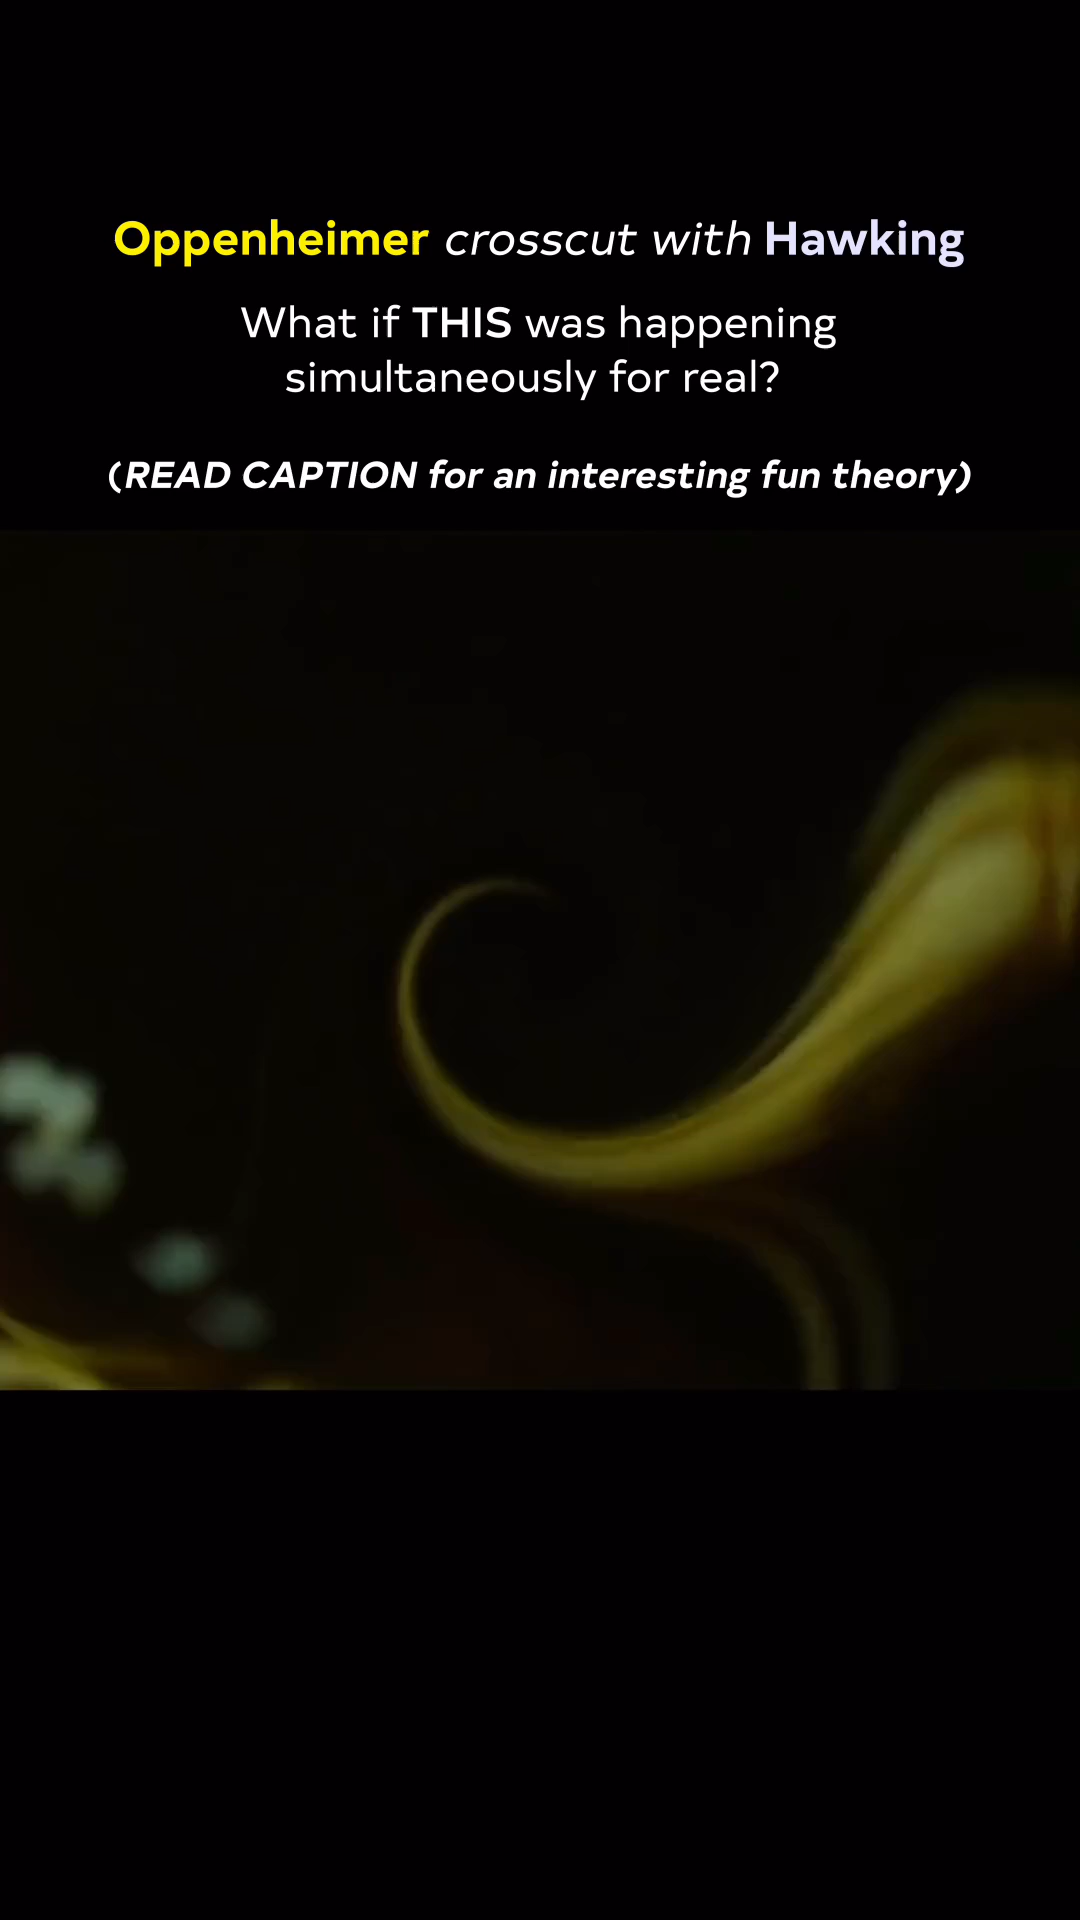 Oppenheimer crosscut with Hawking
What if THIS was happening
simultaneously for real?
(READ CAPTION for an interesting fun theory)